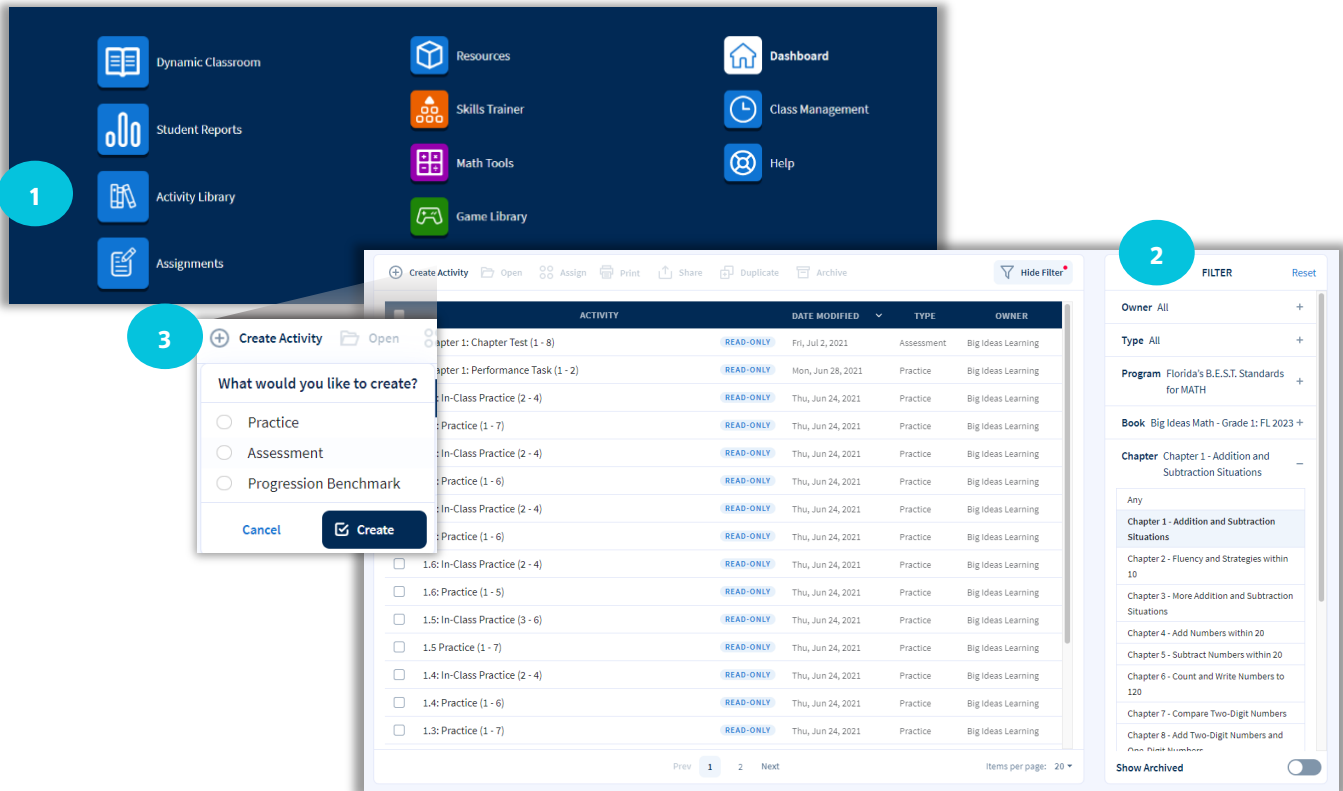 1
Dynamic Classroom
Student Reports
Activity Library
Assignments
Resources
Skills Trainer
Math Tools
Game Library
Dashboard
Class Management
Help
Create Activity Open Assign Print Share Duplicate Archive Hide Filter
ACTIVITY DATE MODIFIED TYPE OWNER
apter 1: Chapter Test (1 - 8) READ-ONLY Fri, Jul 2, 2021 Assessment Big Ideas Learning
apter 1: Performance Task (1 - 2) READ-ONLY Mon, Jun 28, 2021 Practice Big Ideas Learning
: In-Class Practice (2 - 4) READ-ONLY Thu, Jun 24, 2021 Practice Big Ideas Learning
: Practice (1 - 7) READ-ONLY Thu, Jun 24, 2021 Practice Big Ideas Learning
: In-Class Practice (2 - 4) READ-ONLY Thu, Jun 24, 2021 Practice Big Ideas Learning
: Practice (1 - 6) READ-ONLY Thu, Jun 24, 2021 Practice Big Ideas Learning
: In-Class Practice (2 - 4) READ-ONLY Thu, Jun 24, 2021 Practice Big Ideas Learning
: Practice (1 - 6) READ-ONLY Thu, Jun 24, 2021 Practice Big Ideas Learning
1.6: In-Class Practice (2 - 4) READ-ONLY Thu, Jun 24, 2021 Practice Big Ideas Learning
1.6: Practice (1 - 5) READ-ONLY Thu, Jun 24, 2021 Practice Big Ideas Learning
1.5: In-Class Practice (3 - 6) READ-ONLY Thu, Jun 24, 2021 Practice Big Ideas Learning
1.5 Practice (1 - 7) READ-ONLY Thu, Jun 24, 2021 Practice Big Ideas Learning
1.4: In-Class Practice (2 - 4) READ-ONLY Thu, Jun 24, 2021 Practice Big Ideas Learning
1.4: Practice (1 - 6) READ-ONLY Thu, Jun 24, 2021 Practice Big Ideas Learning
1.3: Practice (1 - 7) READ-ONLY Thu, Jun 24, 2021 Practice Big Ideas Learning
Prev 1 2 Next Items per page: 20
2
FILTER Reset
Owner All +
Type All +
Program Florida's B.E.S.T. Standards
for MATH +
Book Big Ideas Math - Grade 1: FL 2023 +
Chapter Chapter 1 - Addition and
Subtraction Situations −
Any
Chapter 1 - Addition and Subtraction
Situations
Chapter 2 - Fluency and Strategies within
10
Chapter 3 - More Addition and Subtraction
Situations
Chapter 4 - Add Numbers within 20
Chapter 5 - Subtract Numbers within 20
Chapter 6 - Count and Write Numbers to
120
Chapter 7 - Compare Two-Digit Numbers
Chapter 8 - Add Two-Digit Numbers and
One-Digit Numbers
Show Archived
3
Create Activity Open
What would you like to create?
Practice
Assessment
Progression Benchmark
Cancel Create